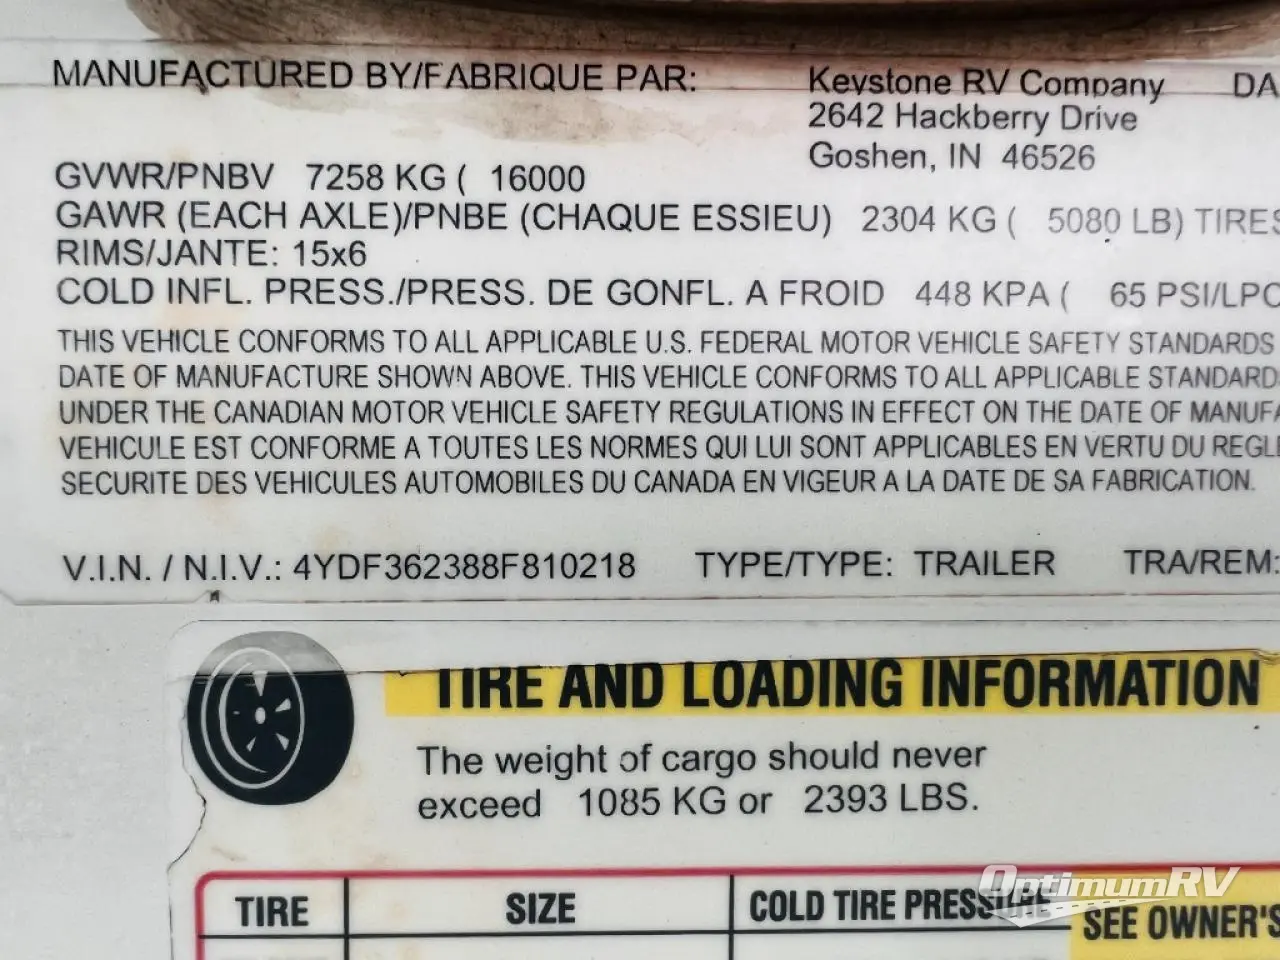 MANUFACTURED BY/FABRIQUE PAR: Keystone RV Company DA
2642 Hackberry Drive
Goshen, IN 46526
GVWR/PNBV 7258 KG ( 16000
GAWR (EACH AXLE)/PNBE (CHAQUE ESSIEU) 2304 KG ( 5080 LB) TIRES
RIMS/JANTE: 15x6
COLD INFL. PRESS./PRESS. DE GONFL. A FROID 448 KPA ( 65 PSI/LPC
THIS VEHICLE CONFORMS TO ALL APPLICABLE U.S. FEDERAL MOTOR VEHICLE SAFETY STANDARDS
DATE OF MANUFACTURE SHOWN ABOVE. THIS VEHICLE CONFORMS TO ALL APPLICABLE STANDARD
UNDER THE CANADIAN MOTOR VEHICLE SAFETY REGULATIONS IN EFFECT ON THE DATE OF MANUFA
VEHICULE EST CONFORME A TOUTES LES NORMES QUI LUI SONT APPLICABLES EN VERTU DU REGLE
SECURITE DES VEHICULES AUTOMOBILES DU CANADA EN VIGEUR A LA DATE DE SA FABRICATION.
V.I.N. / N.I.V.: 4YDF362388F810218 TYPE/TYPE: TRAILER TRA/REM:
TIRE AND LOADING INFORMATION
The weight of cargo should never
exceed 1085 KG or 2393 LBS.
TIRE SIZE COLD TIRE PRESSURE SEE OWNER'S
OptimumRV